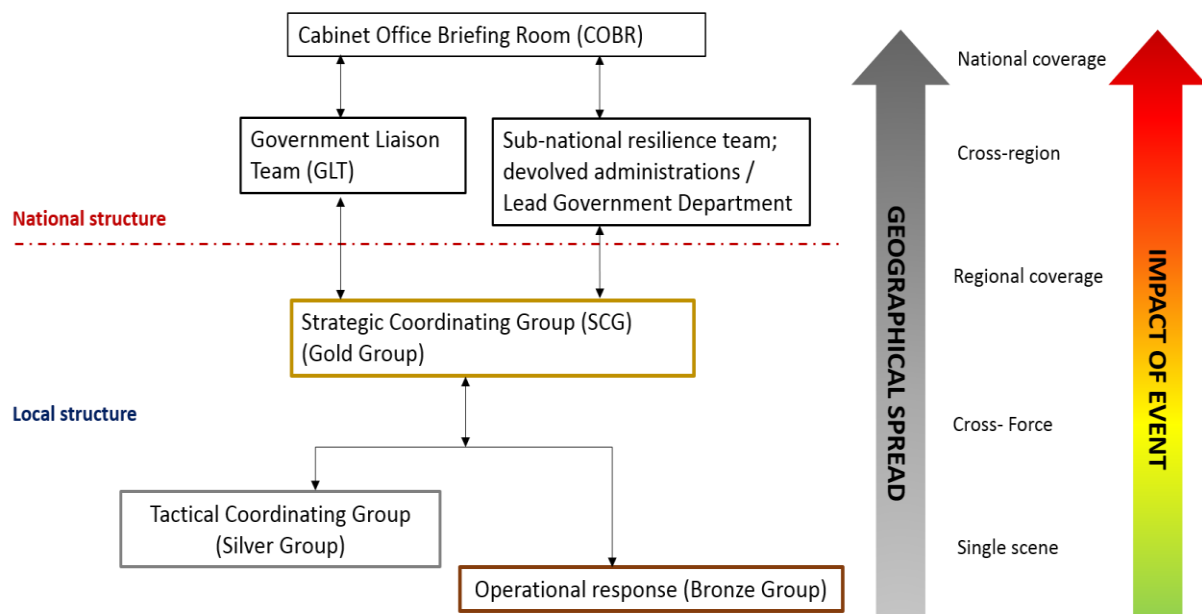 Cabinet Office Briefing Room (COBR)
Government Liaison
Team (GLT)
Sub-national resilience team;
devolved administrations /
Lead Government Department
National structure
Strategic Coordinating Group (SCG)
(Gold Group)
Local structure
Tactical Coordinating Group
(Silver Group)
Operational response (Bronze Group)
GEOGRAPHICAL SPREAD
National coverage
Cross-region
Regional coverage
Cross- Force
Single scene
IMPACT OF EVENT